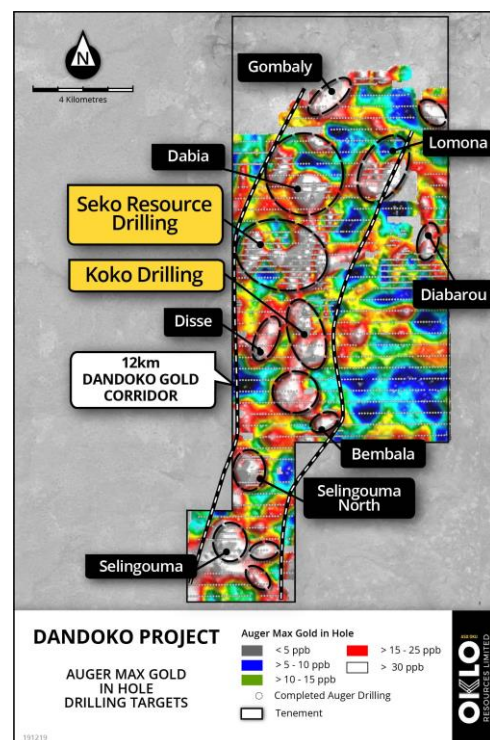 N
4 Kilometres
Gombaly
Lomona
Dabia
Seko Resource
Drilling
Koko Drilling
Diabarou
Disse
12km
DANDOKO GOLD
CORRIDOR
Bembala
Selingouma
North
Selingouma
DANDOKO PROJECT
AUGER MAX GOLD
IN HOLE
DRILLING TARGETS
Auger Max Gold in Hole
< 5 ppb
> 5 - 10 ppb
> 10 - 15 ppb
> 15 - 25 ppb
> 30 ppb
Completed Auger Drilling
Tenement
OKLO
RESOURCES LIMITED
191219